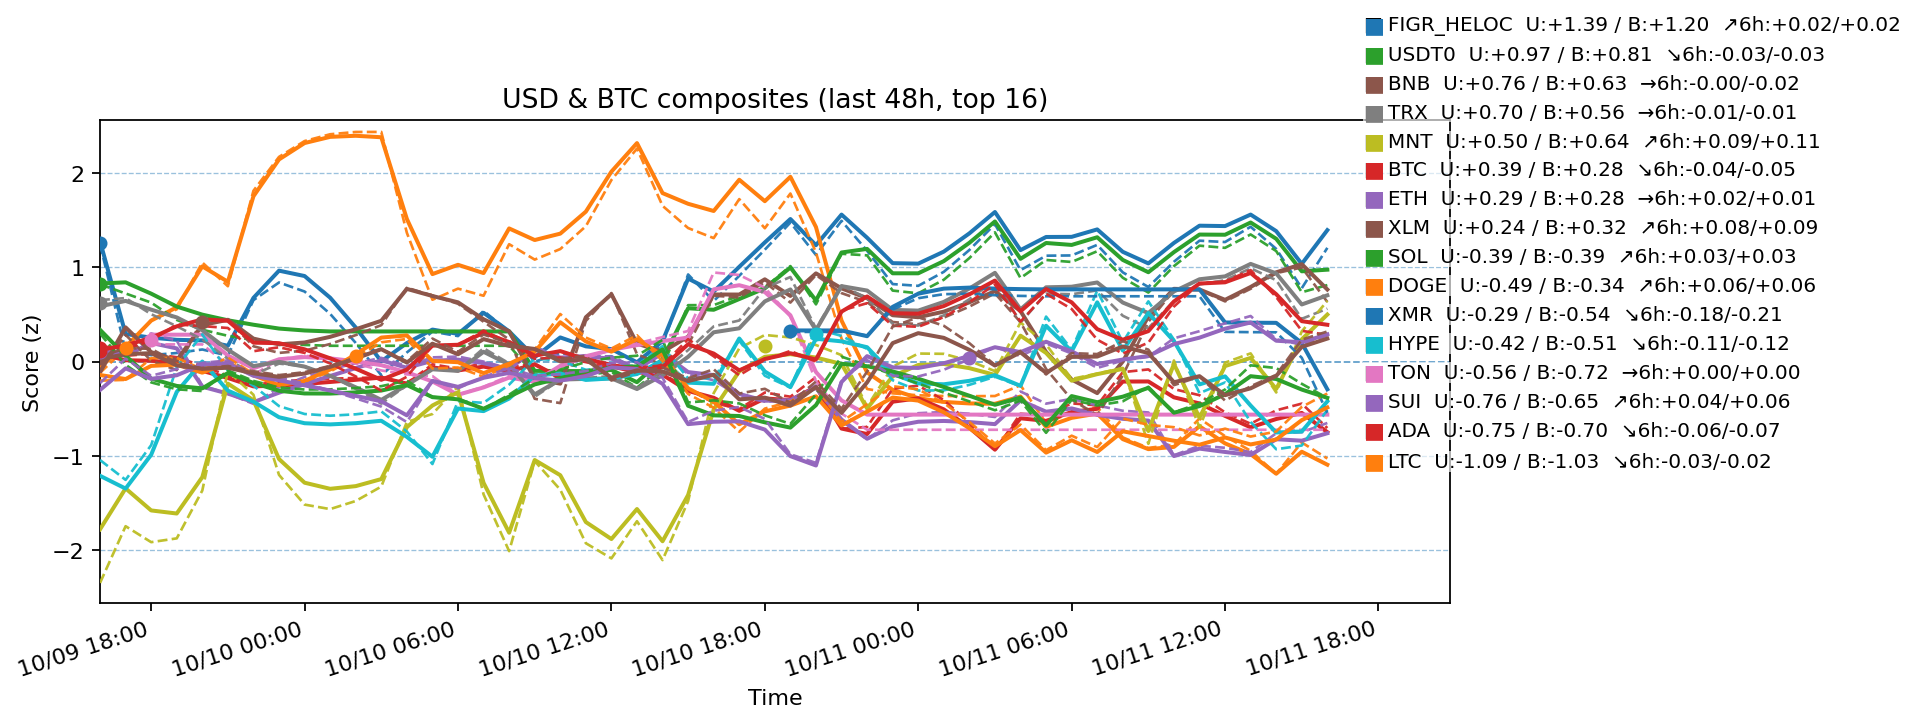 FIGR_HELOC U:+1.39 / B:+1.20 ↗6h:+0.02/+0.02
USDT0 U:+0.97 / B:+0.81 ↘6h:-0.03/-0.03
BNB U:+0.76 / B:+0.63 →6h:-0.00/-0.02
TRX U:+0.70 / B:+0.56 →6h:-0.01/-0.01
MNT U:+0.50 / B:+0.64 ↗6h:+0.09/+0.11
BTC U:+0.39 / B:+0.28 ↘6h:-0.04/-0.05
ETH U:+0.29 / B:+0.28 →6h:+0.02/+0.01
XLM U:+0.24 / B:+0.32 ↗6h:+0.08/+0.09
SOL U:-0.39 / B:-0.39 ↗6h:+0.03/+0.03
DOGE U:-0.49 / B:-0.34 ↗6h:+0.06/+0.06
XMR U:-0.29 / B:-0.54 ↘6h:-0.18/-0.21
HYPE U:-0.42 / B:-0.51 ↘6h:-0.11/-0.12
TON U:-0.56 / B:-0.72 →6h:+0.00/+0.00
SUI U:-0.76 / B:-0.65 ↗6h:+0.04/+0.06
ADA U:-0.75 / B:-0.70 ↘6h:-0.06/-0.07
LTC U:-1.09 / B:-1.03 ↘6h:-0.03/-0.02
USD & BTC composites (last 48h, top 16)
Score (z)
2
1
0
−1
−2
10/09 18:00
10/10 00:00
10/10 06:00
10/10 12:00
10/10 18:00
10/11 00:00
10/11 06:00
10/11 12:00
10/11 18:00
Time